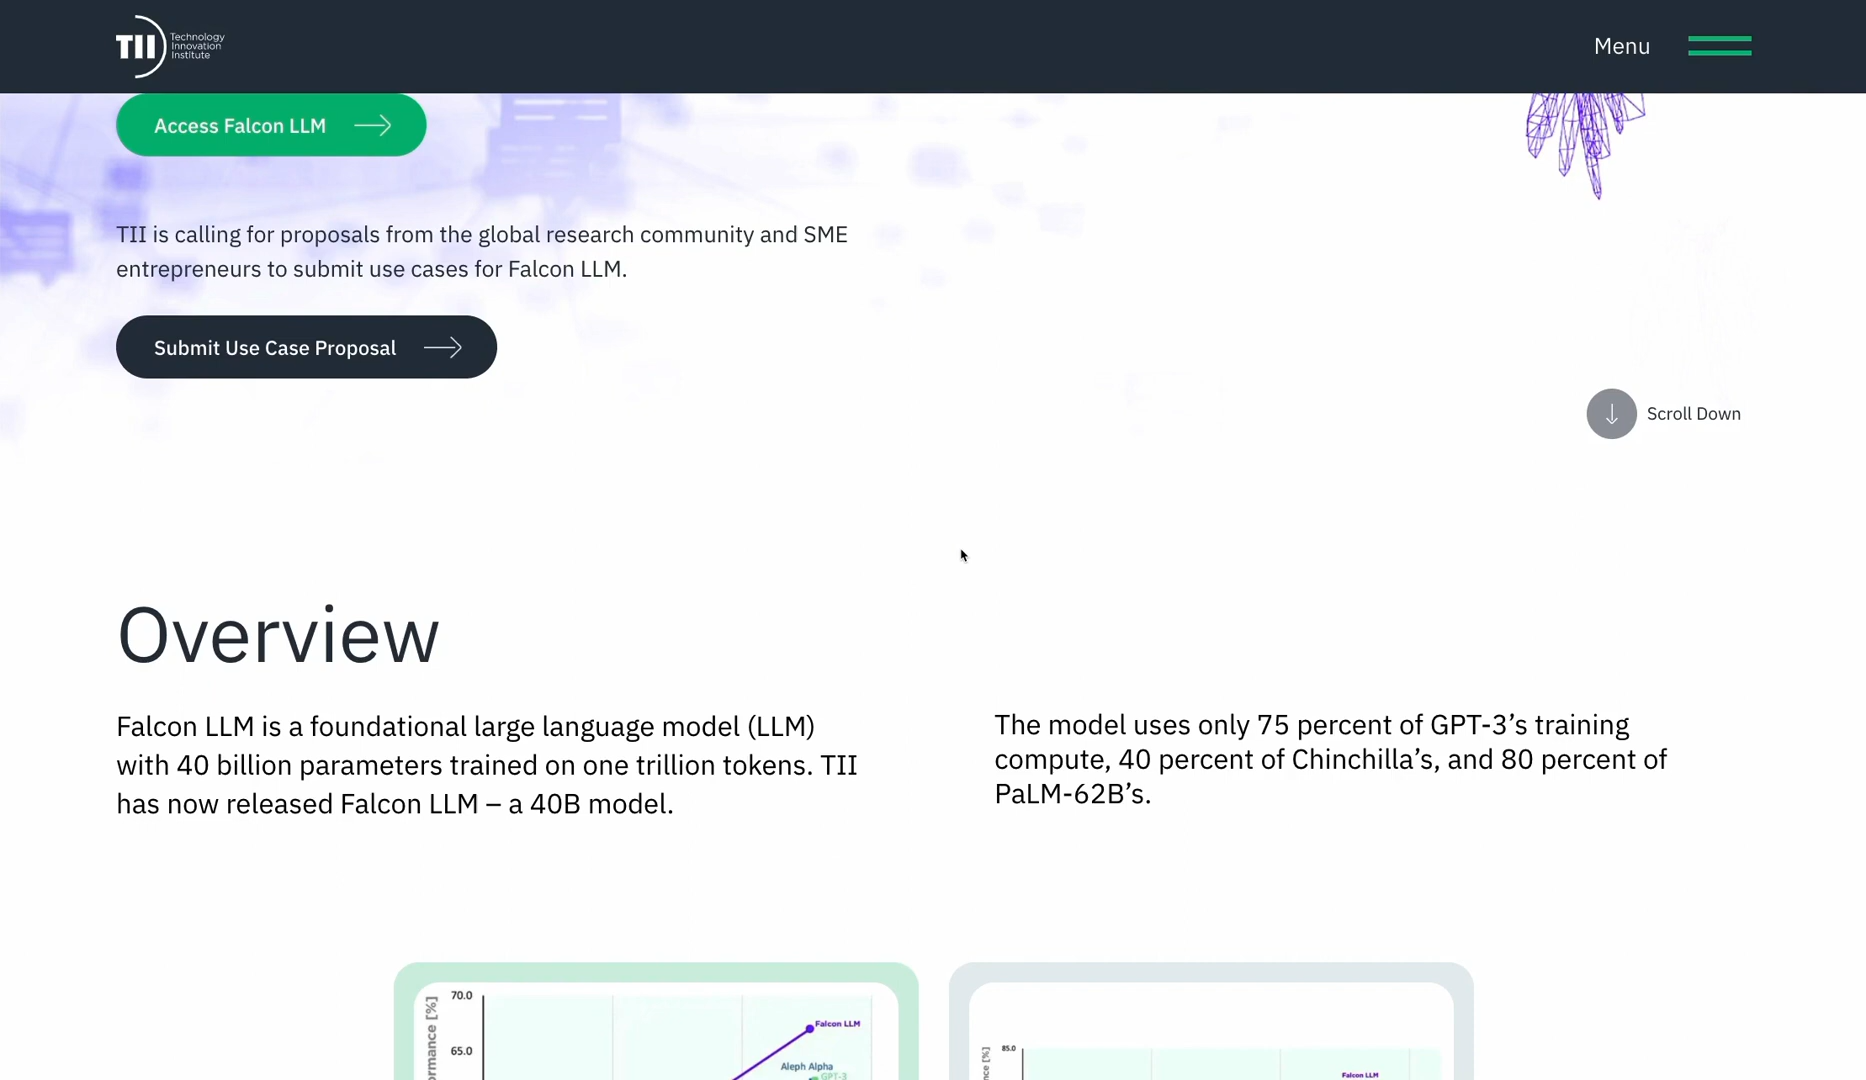 TII Technology
Innovation
Institute
Menu
Access Falcon LLM
TII is calling for proposals from the global research community and SME
entrepreneurs to submit use cases for Falcon LLM.
Submit Use Case Proposal
Scroll Down
Overview
Falcon LLM is a foundational large language model (LLM)
with 40 billion parameters trained on one trillion tokens. TII
has now released Falcon LLM – a 40B model.
The model uses only 75 percent of GPT-3’s training
compute, 40 percent of Chinchilla’s, and 80 percent of
PaLM-62B’s.
70.0
Falcon LLM
65.0
Aleph Alpha
GPT-3
85.0
Falcon LLM